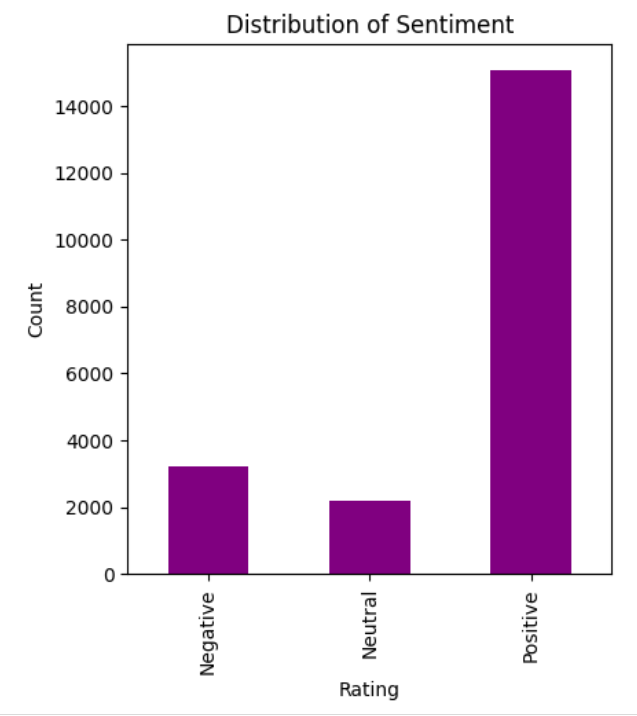 Distribution of Sentiment
14000
12000
10000
8000
6000
4000
2000
0
Count
Negative
Neutral
Positive
Rating